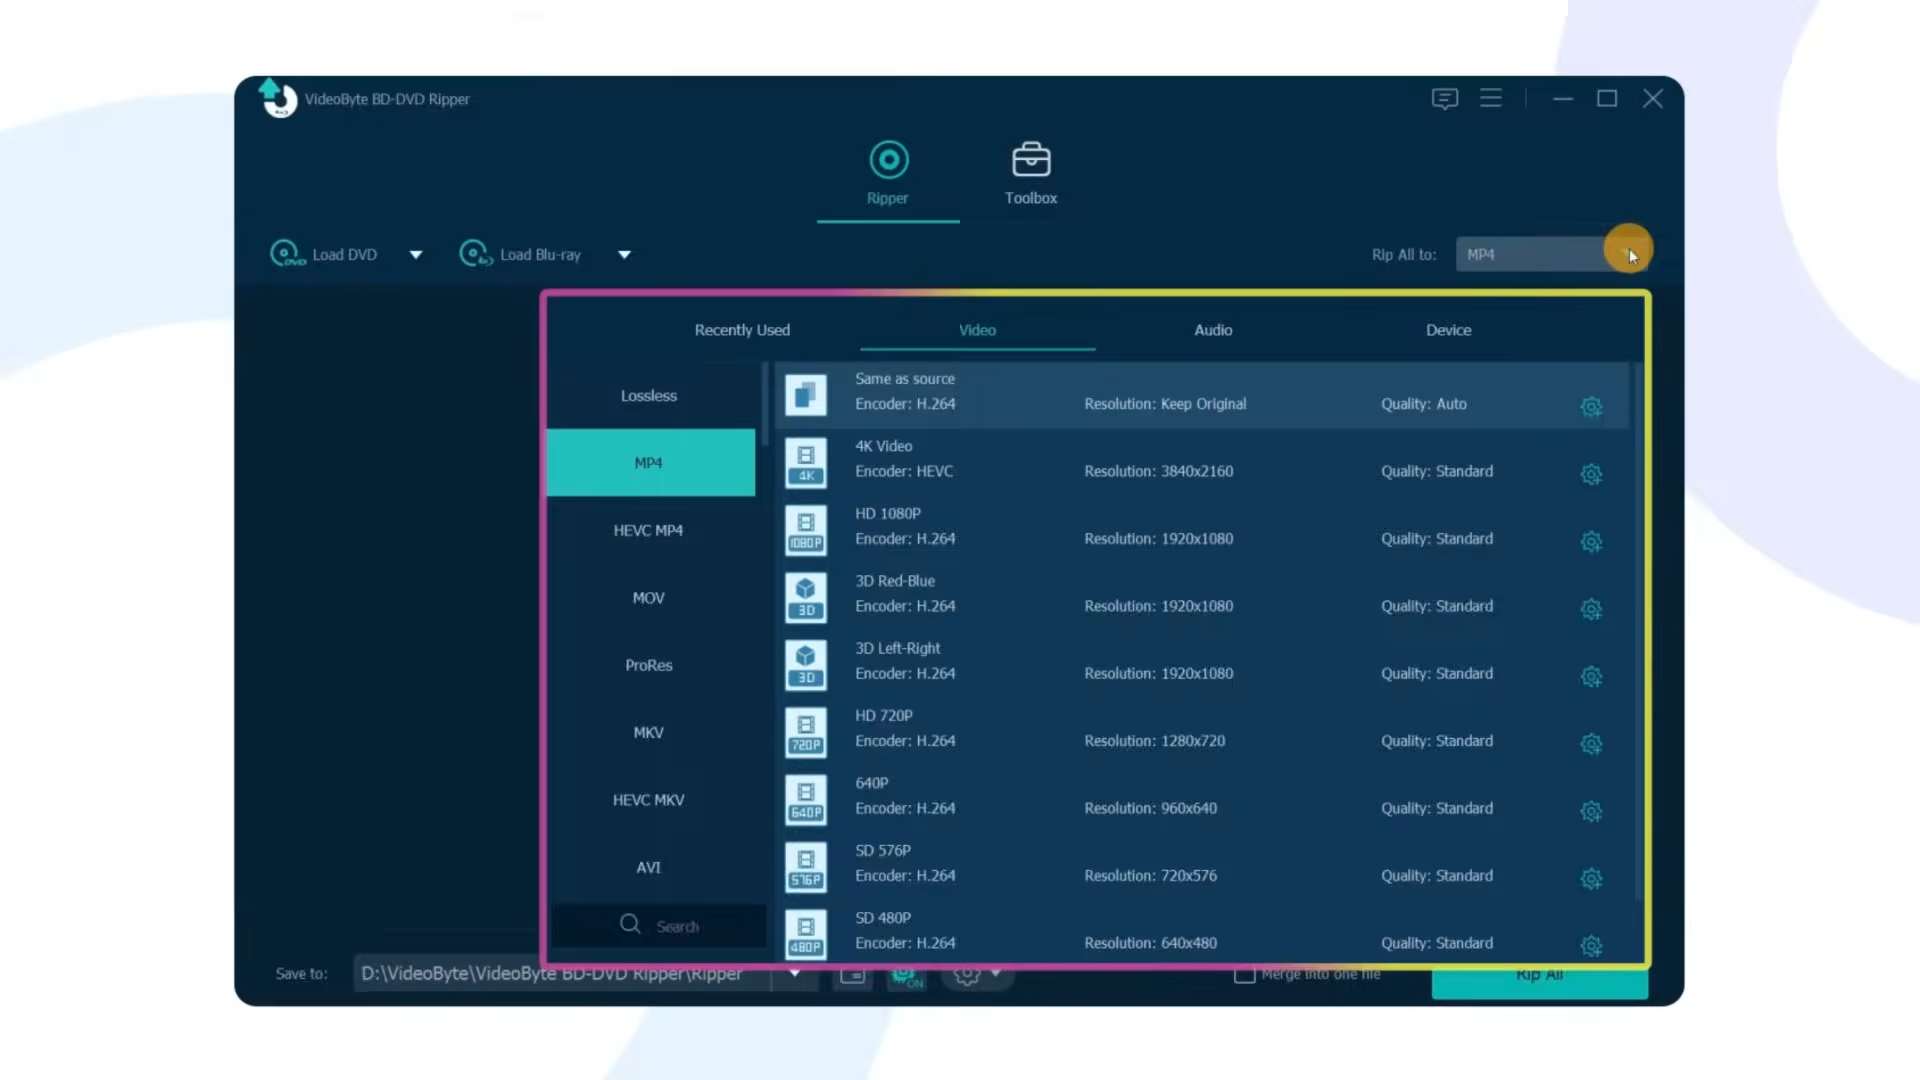 VideoByte BD-DVD Ripper
Ripper
Toolbox
Load DVD
Load Blu-ray
Rip All to:
MP4
Recently Used
Video
Audio
Device
Lossless
MP4
HEVC MP4
MOV
ProRes
MKV
HEVC MKV
AVI
Search
Same as source
Encoder: H.264 Resolution: Keep Original Quality: Auto
4K
4K Video
Encoder: HEVC Resolution: 3840x2160 Quality: Standard
1080P
HD 1080P
Encoder: H.264 Resolution: 1920x1080 Quality: Standard
3D
3D Red-Blue
Encoder: H.264 Resolution: 1920x1080 Quality: Standard
3D
3D Left-Right
Encoder: H.264 Resolution: 1920x1080 Quality: Standard
720P
HD 720P
Encoder: H.264 Resolution: 1280x720 Quality: Standard
640P
640P
Encoder: H.264 Resolution: 960x640 Quality: Standard
576P
SD 576P
Encoder: H.264 Resolution: 720x576 Quality: Standard
480P
SD 480P
Encoder: H.264 Resolution: 640x480 Quality: Standard
Save to:
D:\VideoByte\VideoByte BD-DVD Ripper\Ripper
ON
Merge into one file
Rip All